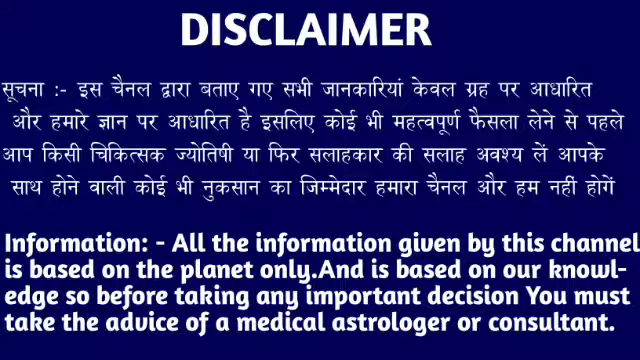 DISCLAIMER
सूचना :- इस चैनल द्वारा बताए गए सभी जानकारियां केवल ग्रह पर आधारित
और हमारे ज्ञान पर आधारित है इसलिए कोई भी महत्वपूर्ण फैसला लेने से पहले
आप किसी चिकित्सक ज्योतिषी या फिर सलाहकार की सलाह अवश्य लें आपके
साथ होने वाली कोई भी नुकसान का जिम्मेदार हमारा चैनल और हम नहीं होगें
Information: - All the information given by this channel
is based on the planet only.And is based on our knowl-
edge so before taking any important decision You must
take the advice of a medical astrologer or consultant.